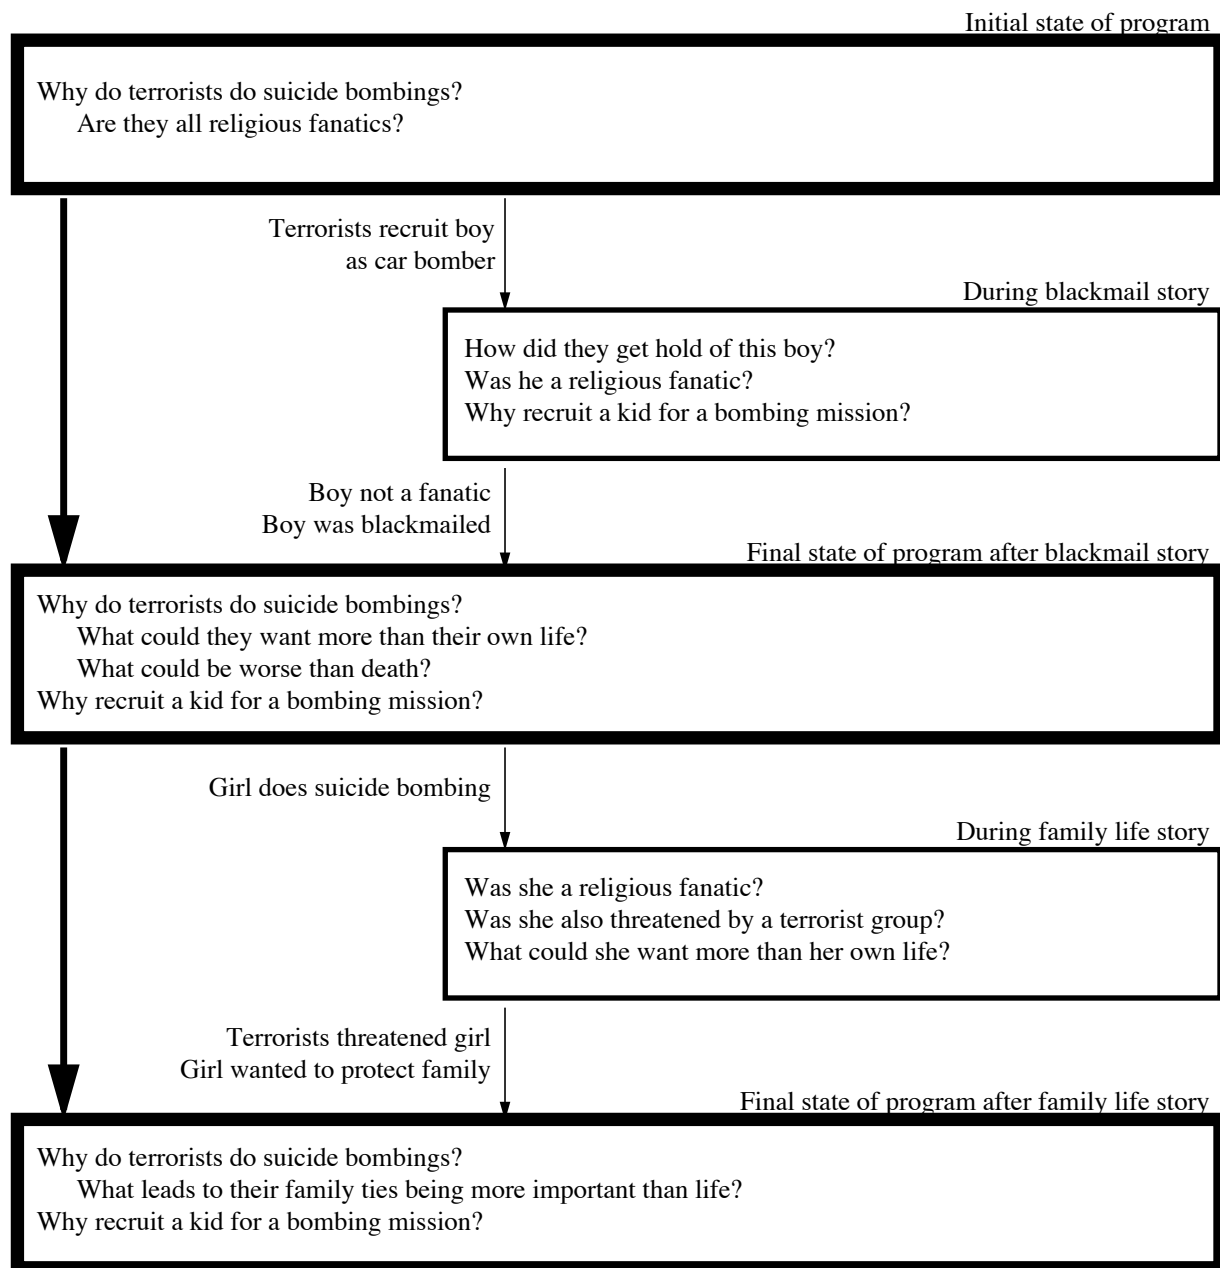 Initial state of program
Why do terrorists do suicide bombings?
Are they all religious fanatics?
Terrorists recruit boy
as car bomber
During blackmail story
How did they get hold of this boy?
Was he a religious fanatic?
Why recruit a kid for a bombing mission?
Boy not a fanatic
Boy was blackmailed
Final state of program after blackmail story
Why do terrorists do suicide bombings?
What could they want more than their own life?
What could be worse than death?
Why recruit a kid for a bombing mission?
Girl does suicide bombing
During family life story
Was she a religious fanatic?
Was she also threatened by a terrorist group?
What could she want more than her own life?
Terrorists threatened girl
Girl wanted to protect family
Final state of program after family life story
Why do terrorists do suicide bombings?
What leads to their family ties being more important than life?
Why recruit a kid for a bombing mission?